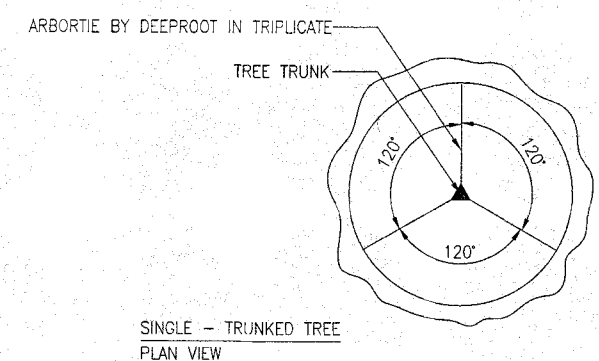 ARBORTIE BY DEEPROOT IN TRIPLICATE
TREE TRUNK
120°
120°
120°
SINGLE - TRUNKED TREE
PLAN VIEW